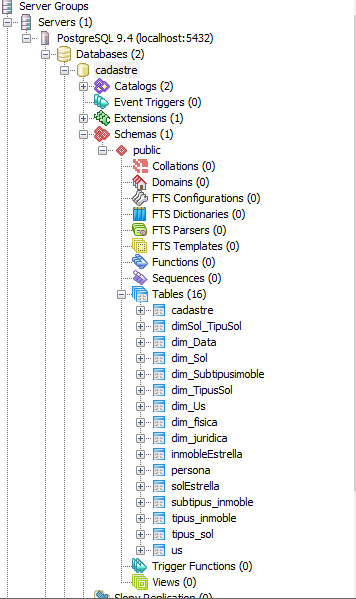 Server Groups
Servers (1)
PostgreSQL 9.4 (localhost:5432)
Databases (2)
cadastre
Catalogs (2)
Event Triggers (0)
Extensions (1)
Schemas (1)
public
Collations (0)
Domains (0)
FTS Configurations (0)
FTS Dictionaries (0)
FTS Parsers (0)
FTS Templates (0)
Functions (0)
Sequences (0)
Tables (16)
cadastre
dimSol_TipuSol
dim_Data
dim_Sol
dim_Subtipusimoble
dim_TipusSol
dim_Us
dim_fisica
dim_juridica
inmobleEstrella
persona
solEstrella
subtipus_inmoble
tipus_inmoble
tipus_sol
us
Trigger Functions (0)
Views (0)
Slony Replication (0)